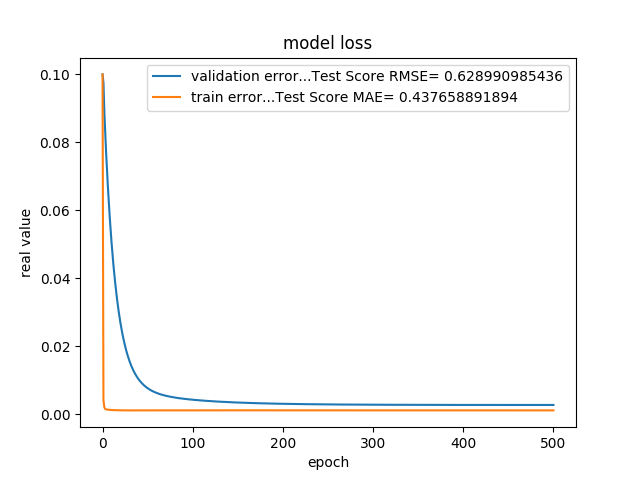 model loss
validation error...Test Score RMSE= 0.628990985436
train error...Test Score MAE= 0.437658891894
0.10
0.08
0.06
0.04
0.02
0.00
real value
0 100 200 300 400 500
epoch